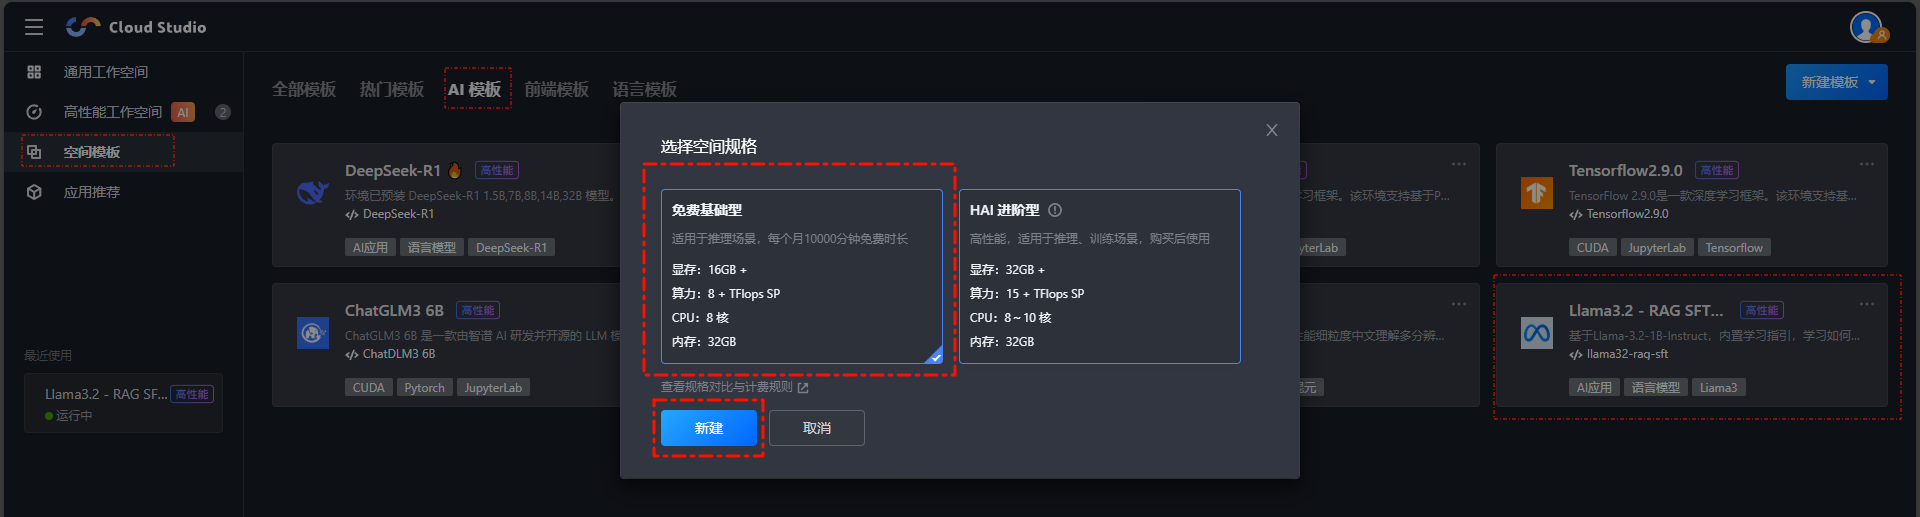 Cloud Studio
通用工作空间
高性能工作空间 AI 2
空间模板
应用推荐
最近使用
Llama3.2 - RAG SF... 高性能
运行中
全部模板 热门模板 AI 模板 前端模板 语言模板
新建模板
DeepSeek-R1 高性能
环境已预装 DeepSeek-R1 1.5B,7B,8B,14B,32B 模型。
DeepSeek-R1
AI应用 语言模型 DeepSeek-R1
ChatGLM3 6B 高性能
ChatGLM3 6B 是一款由智谱 AI 研发并开源的 LLM 模
ChatDLM3 6B
CUDA Pytorch JupyterLab
选择空间规格
免费基础型
适用于推理场景，每个月10000分钟免费时长
显存：16GB +
算力：8 + TFlops SP
CPU：8 核
内存：32GB
HAI 进阶型
高性能，适用于推理、训练场景，购买后使用
显存：32GB +
算力：15 + TFlops SP
CPU：8 ~ 10 核
内存：32GB
查看规格对比与计费规则
新建 取消
习框架。该环境支持基于P...
yterLab
能细粒度中文理解多分辨...
元
Tensorflow2.9.0 高性能
TensorFlow 2.9.0是一款深度学习框架。该环境支持基...
Tensorflow2.9.0
CUDA JupyterLab Tensorflow
Llama3.2 - RAG SFT... 高性能
基于Llama-3.2-1B-Instruct，内置学习指引，学习如何...
llama32-rag-sft
AI应用 语言模型 Liama3